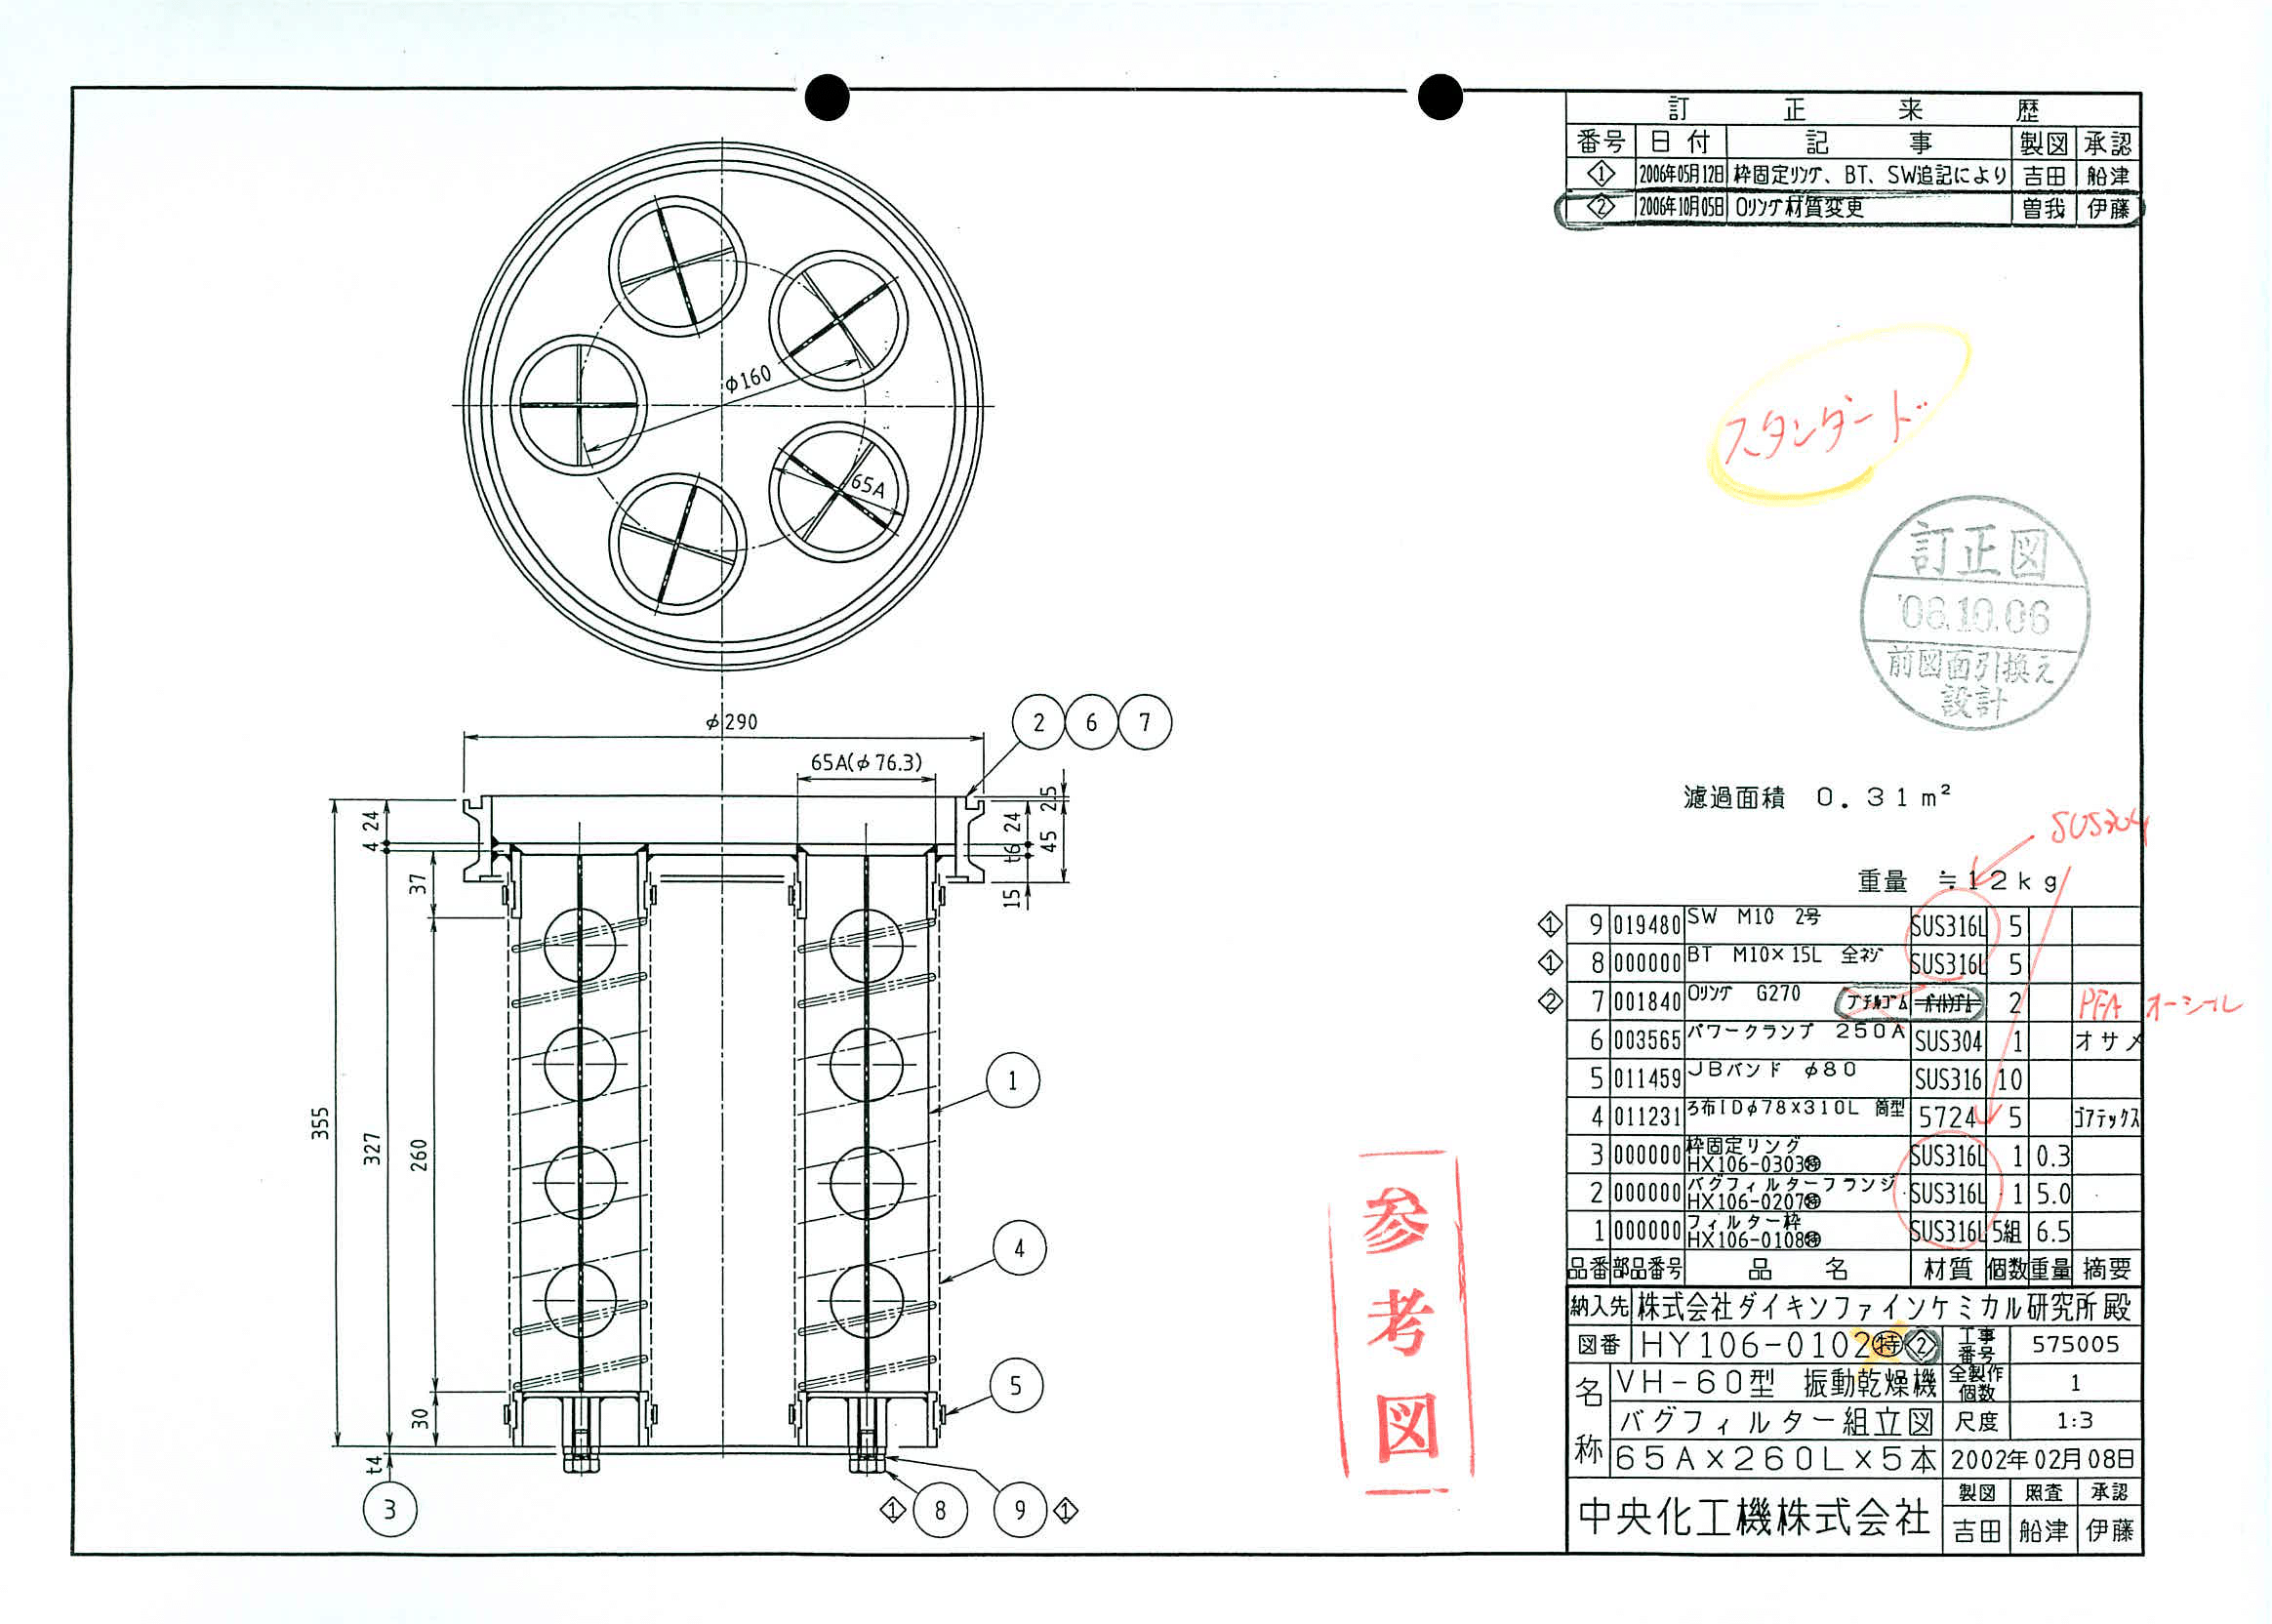 訂正来歴
番号 日付 記事 製図 承認
1 2006年05月12日 枠固定リング、BT、SW追記により 吉田 船津
2 2006年10月05日 Oリング材質変更 曽我 伊藤
スタンダード
訂正図
'06.10.06
前図面引換え
設計
φ160
65A
φ290
2 6 7
65A(φ76.3)
2.5
24
4
24
t6
45
37
15
355
327
260
30
t4
1
4
5
3
1 8 9 1
濾過面積 0.31m²
SUS304
重量 ≒12kg
1 9 019480 SW M10 2号 SUS316L 5
1 8 000000 BT M10×15L 全ネジ SUS316L 5
2 7 001840 Oリング G270 ブチルゴム 2 PFA オーシール
6 003565 パワークランプ 250A SUS304 1 オサメ
5 011459 JBバンド φ80 SUS316 10
4 011231 ろ布IDφ78×310L 筒型 5724 5 ゴアテックス
3 000000 枠固定リング HX106-0303㊕ SUS316L 1 0.3
2 000000 バグフィルターフランジ HX106-0207㊕ SUS316L 1 5.0
1 000000 フィルター枠 HX106-0108㊕ SUS316L 5組 6.5
品番 部品番号 品名 材質 個数 重量 摘要
納入先 株式会社ダイキンファインケミカル研究所殿
図番 HY106-0102㊕2 工事番号 575005
名称 VH-60型 振動乾燥機 全製作個数 1
バグフィルター組立図 尺度 1:3
65A×260L×5本 2002年02月08日
中央化工機株式会社 製図 照査 承認
吉田 船津 伊藤
参考図